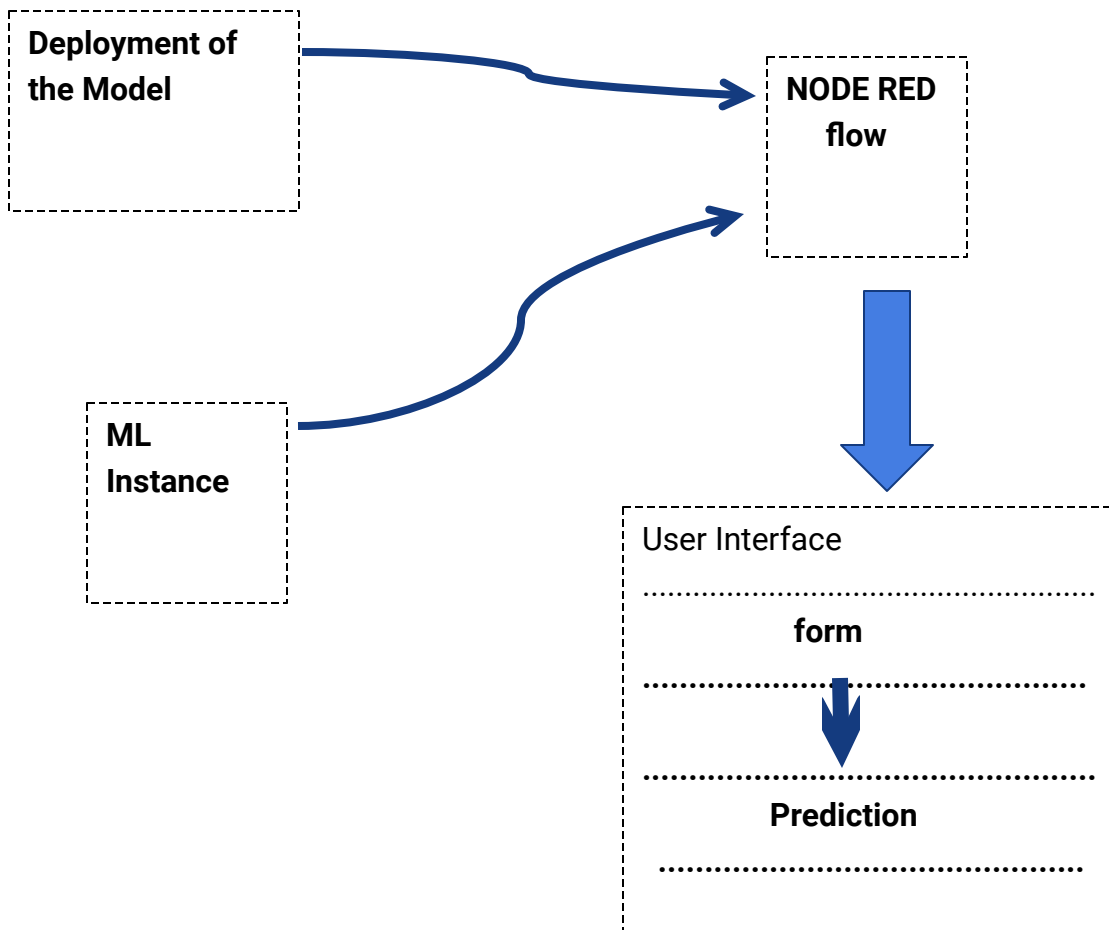 Deployment of
the Model
NODE RED
flow
ML
Instance
User Interface
form
Prediction